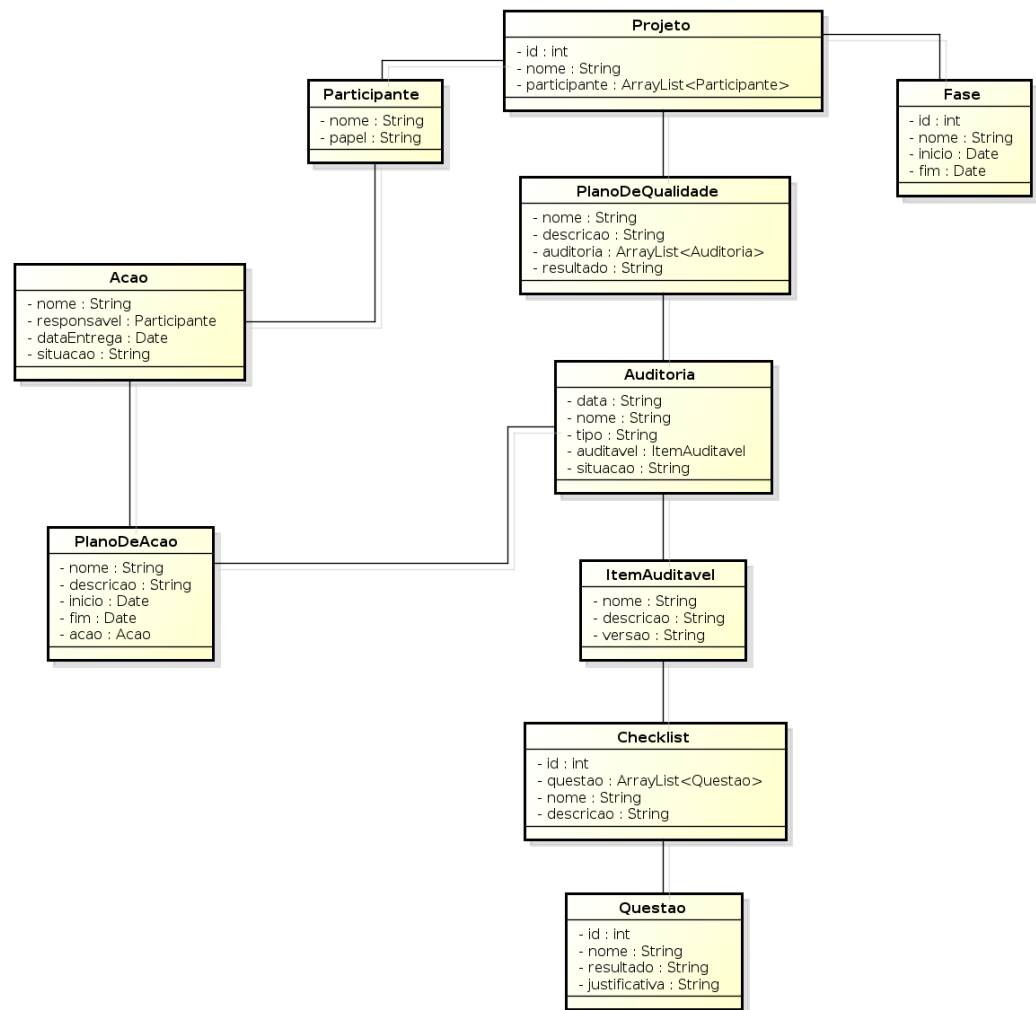 Projeto
- id : int
- nome : String
- participante : ArrayList<Participante>
Participante
- nome : String
- papel : String
Fase
- id : int
- nome : String
- inicio : Date
- fim : Date
PlanoDeQualidade
- nome : String
- descricao : String
- auditoria : ArrayList<Auditoria>
- resultado : String
Acao
- nome : String
- responsavel : Participante
- dataEntrega : Date
- situacao : String
Auditoria
- data : String
- nome : String
- tipo : String
- auditavel : ItemAuditavel
- situacao : String
PlanoDeAcao
- nome : String
- descricao : String
- inicio : Date
- fim : Date
- acao : Acao
ItemAuditavel
- nome : String
- descricao : String
- versao : String
Checklist
- id : int
- questao : ArrayList<Questao>
- nome : String
- descricao : String
Questao
- id : int
- nome : String
- resultado : String
- justificativa : String